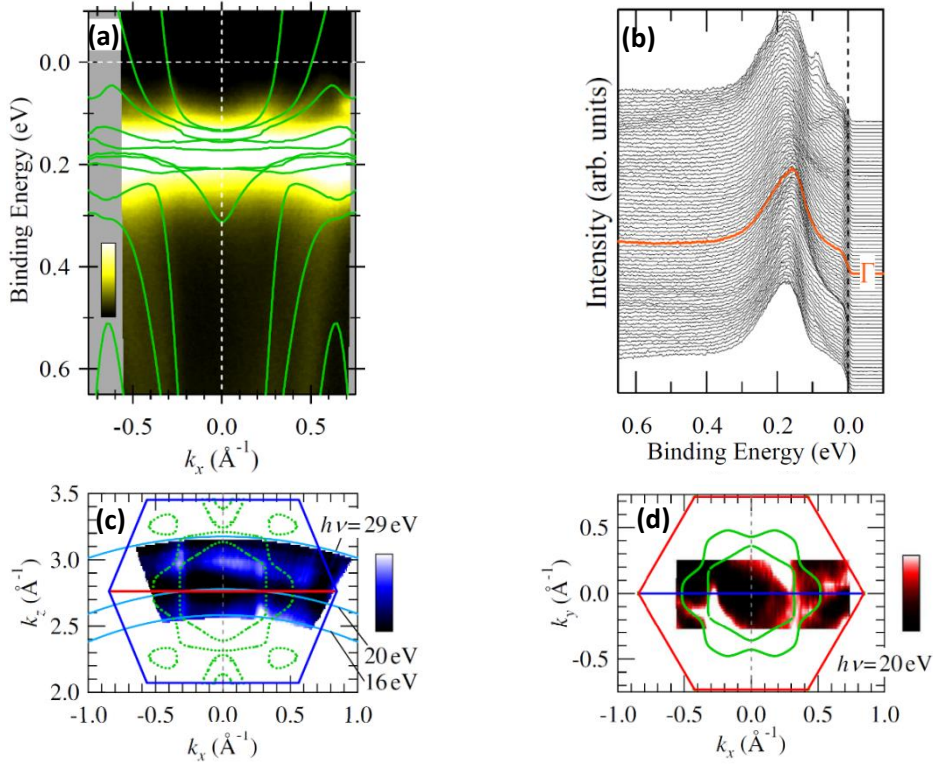 (a)
0.0
0.2
0.4
0.6
Binding Energy (eV)
-0.5 0.0 0.5
kₓ (Å⁻¹)
(b)
Intensity (arb. units)
Γ
0.6 0.4 0.2 0.0
Binding Energy (eV)
(c)
3.5
3.0
2.5
2.0
k_z (Å⁻¹)
hν=29 eV
20 eV
16 eV
-1.0 -0.5 0.0 0.5 1.0
kₓ (Å⁻¹)
(d)
0.5
0.0
-0.5
k_y (Å⁻¹)
hν=20 eV
-1.0 -0.5 0.0 0.5 1.0
kₓ (Å⁻¹)